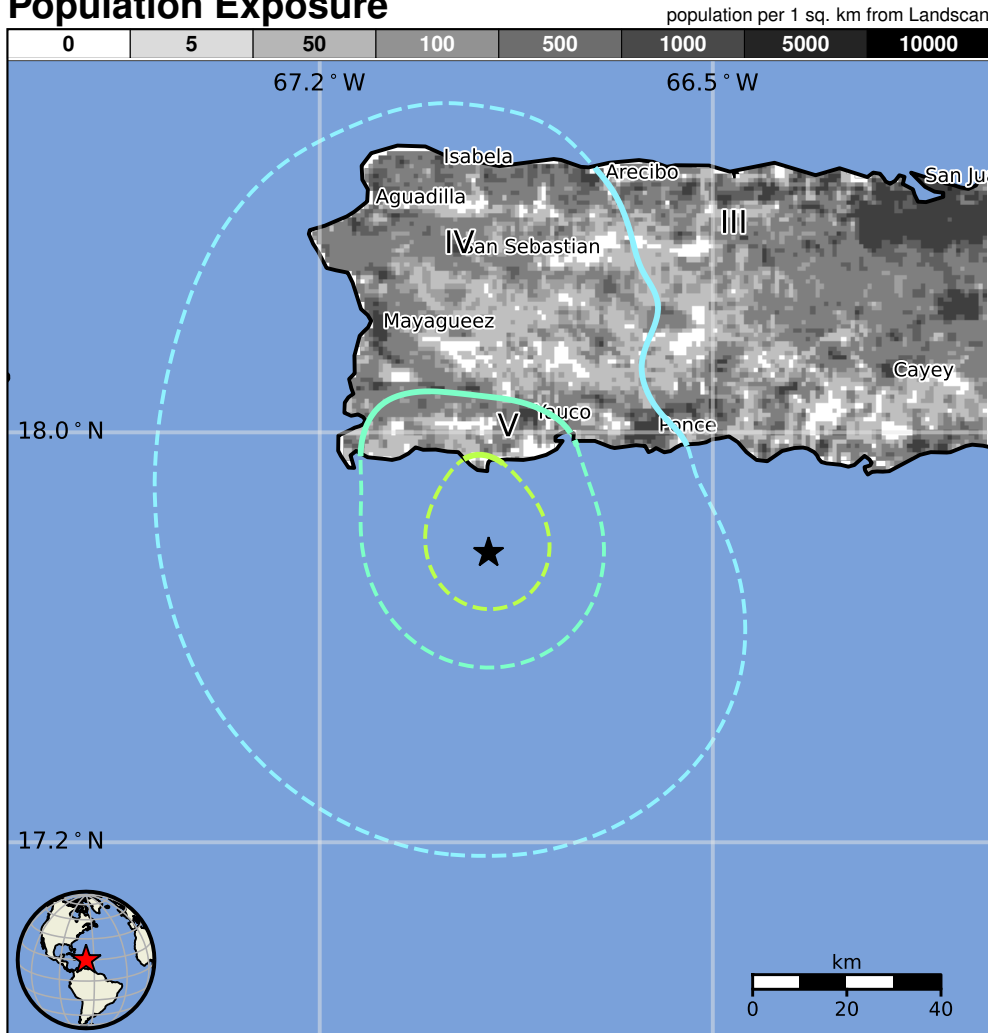 Population Exposure
population per 1 sq. km from Landscan
0 5 50 100 500 1000 5000 10000
67.2°W 66.5°W
Isabela
Arecibo
San Jua
Aguadilla
III
IV
San Sebastian
Mayagueez
Cayey
Yauco
V
Ponce
18.0°N
17.2°N
km
0 20 40